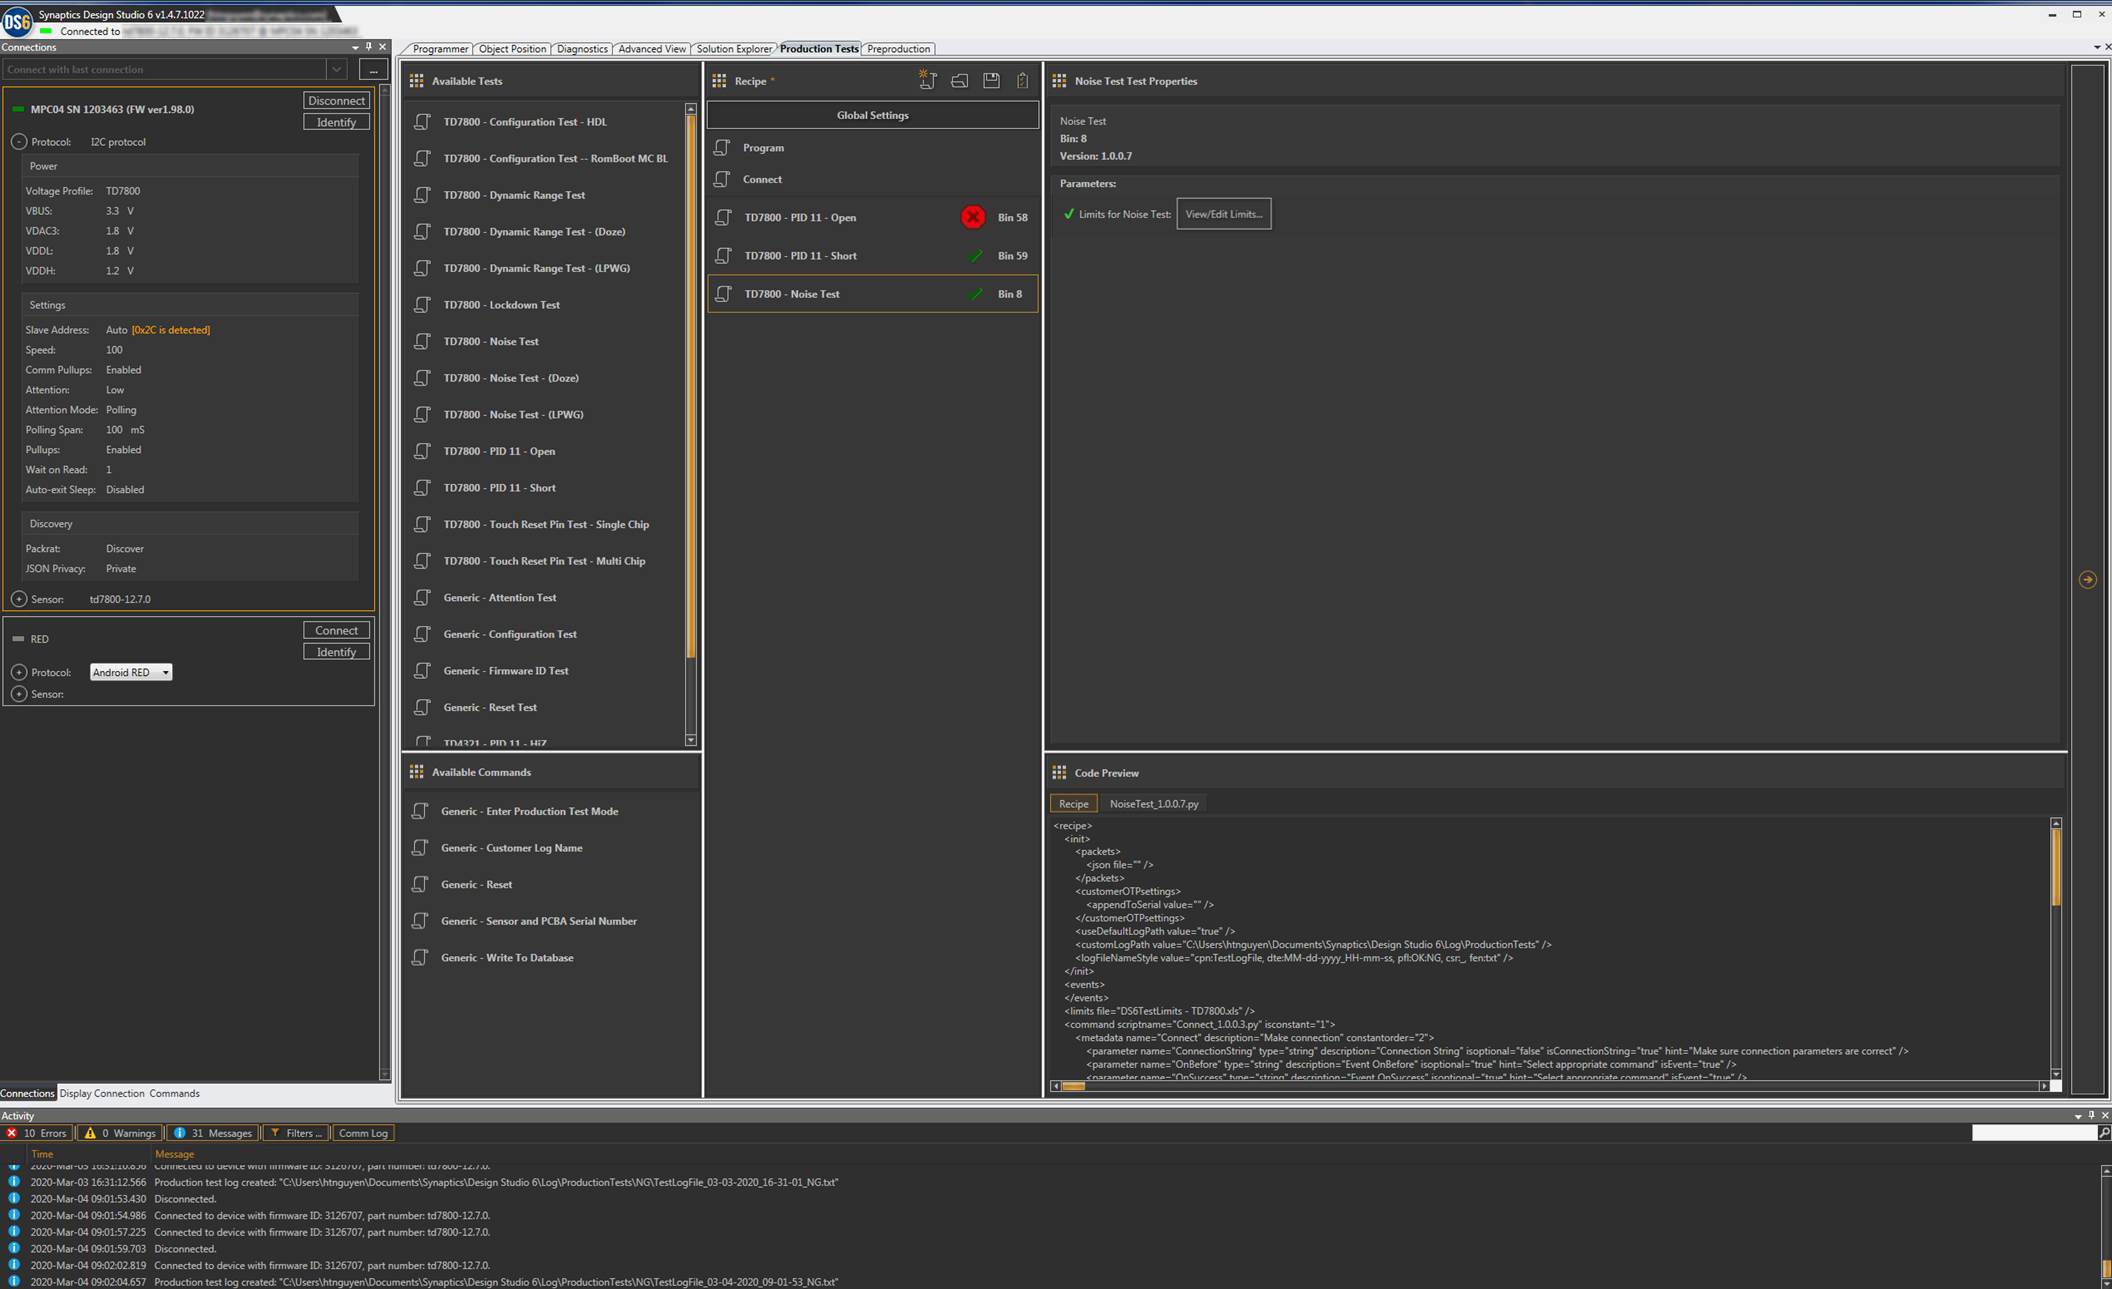 DS6
Synaptics Design Studio 6 v1.4.7.1022
Connected to
Connections
Connect with last connection
...
MPC04 SN 1203463 (FW ver1.98.0)
Disconnect
Identify
Protocol: I2C protocol
Power
Voltage Profile: TD7800
VBUS: 3.3 V
VDAC3: 1.8 V
VDDL: 1.8 V
VDDH: 1.2 V
Settings
Slave Address: Auto [0x2C is detected]
Speed: 100
Comm Pullups: Enabled
Attention: Low
Attention Mode: Polling
Polling Span: 100 mS
Pullups: Enabled
Wait on Read: 1
Auto-exit Sleep: Disabled
Discovery
Packrat: Discover
JSON Privacy: Private
Sensor: td7800-12.7.0
RED
Connect
Identify
Protocol: Android RED
Sensor:
Connections Display Connection Commands
Programmer Object Position Diagnostics Advanced View Solution Explorer Production Tests Preproduction
Available Tests
TD7800 - Configuration Test - HDL
TD7800 - Configuration Test -- RomBoot MC BL
TD7800 - Dynamic Range Test
TD7800 - Dynamic Range Test - (Doze)
TD7800 - Dynamic Range Test - (LPWG)
TD7800 - Lockdown Test
TD7800 - Noise Test
TD7800 - Noise Test - (Doze)
TD7800 - Noise Test - (LPWG)
TD7800 - PID 11 - Open
TD7800 - PID 11 - Short
TD7800 - Touch Reset Pin Test - Single Chip
TD7800 - Touch Reset Pin Test - Multi Chip
Generic - Attention Test
Generic - Configuration Test
Generic - Firmware ID Test
Generic - Reset Test
TD4321 - PID 11 - HiZ
Available Commands
Generic - Enter Production Test Mode
Generic - Customer Log Name
Generic - Reset
Generic - Sensor and PCBA Serial Number
Generic - Write To Database
Recipe *
Global Settings
Program
Connect
TD7800 - PID 11 - Open Bin 58
TD7800 - PID 11 - Short Bin 59
TD7800 - Noise Test Bin 8
Noise Test Test Properties
Noise Test
Bin: 8
Version: 1.0.0.7
Parameters:
Limits for Noise Test: View/Edit Limits...
Code Preview
Recipe NoiseTest_1.0.0.7.py
<recipe>
<init>
<packets>
<json file="" />
</packets>
<customerOTPsettings>
<appendToSerial value="" />
</customerOTPsettings>
<useDefaultLogPath value="true" />
<customLogPath value="C:\Users\htnguyen\Documents\Synaptics\Design Studio 6\Log\ProductionTests" />
<logFileNameStyle value="cpn:TestLogFile, dte:MM-dd-yyyy_HH-mm-ss, pfl:OK:NG, csr:_, fen:txt" />
</init>
<events>
</events>
<limits file="DS6TestLimits - TD7800.xls" />
<command scriptname="Connect_1.0.0.3.py" isconstant="1">
<metadata name="Connect" description="Make connection" constantorder="2">
<parameter name="ConnectionString" type="string" description="Connection String" isoptional="false" isConnectionString="true" hint="Make sure connection parameters are correct" />
<parameter name="OnBefore" type="string" description="Event OnBefore" isoptional="true" hint="Select appropriate command" isEvent="true" />
<parameter name="OnSuccess" type="string" description="Event OnSuccess" isoptional="true" hint="Select appropriate command" isEvent="true" />
Activity
10 Errors 0 Warnings 31 Messages Filters ... Comm Log
Time Message
2020-Mar-03 16:31:10.856 Connected to device with firmware ID: 3126707, part number: td7800-12.7.0.
2020-Mar-03 16:31:12.566 Production test log created: "C:\Users\htnguyen\Documents\Synaptics\Design Studio 6\Log\ProductionTests\NG\TestLogFile_03-03-2020_16-31-01_NG.txt"
2020-Mar-04 09:01:53.430 Disconnected.
2020-Mar-04 09:01:54.986 Connected to device with firmware ID: 3126707, part number: td7800-12.7.0.
2020-Mar-04 09:01:57.225 Connected to device with firmware ID: 3126707, part number: td7800-12.7.0.
2020-Mar-04 09:01:59.703 Disconnected.
2020-Mar-04 09:02:02.819 Connected to device with firmware ID: 3126707, part number: td7800-12.7.0.
2020-Mar-04 09:02:04.657 Production test log created: "C:\Users\htnguyen\Documents\Synaptics\Design Studio 6\Log\ProductionTests\NG\TestLogFile_03-04-2020_09-01-53_NG.txt"